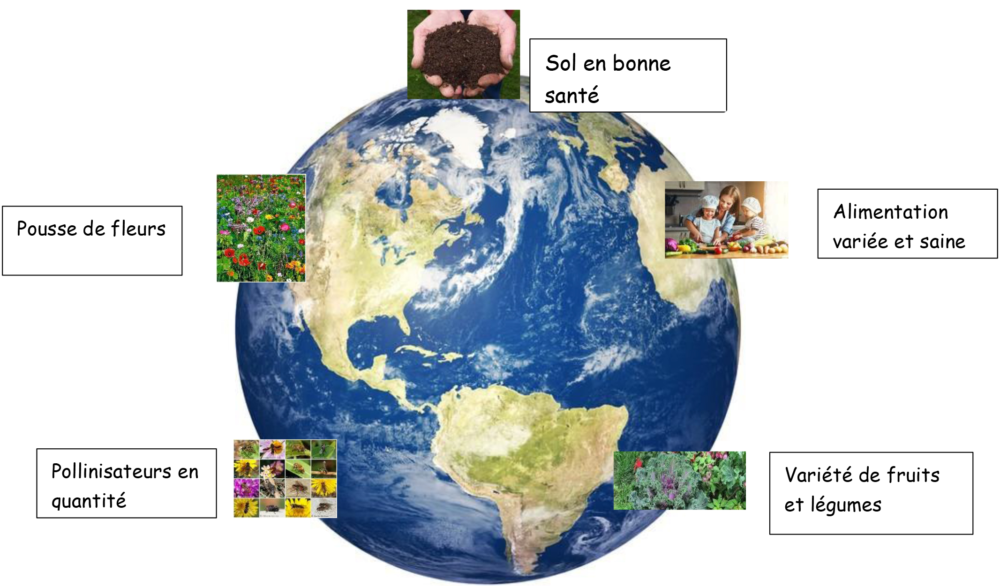 Sol en bonne
santé
Alimentation
variée et saine
Pousse de fleurs
Pollinisateurs en
quantité
Variété de fruits
et légumes